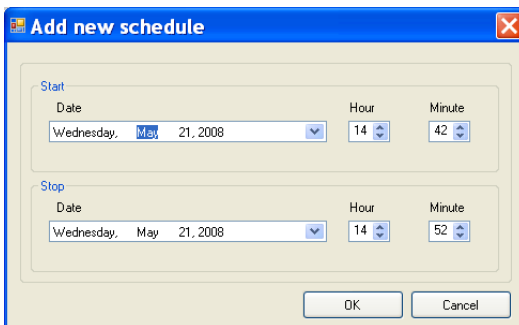 Add new schedule
Start
Date Hour Minute
Wednesday, May 21, 2008 14 42
Stop
Date Hour Minute
Wednesday, May 21, 2008 14 52
OK Cancel